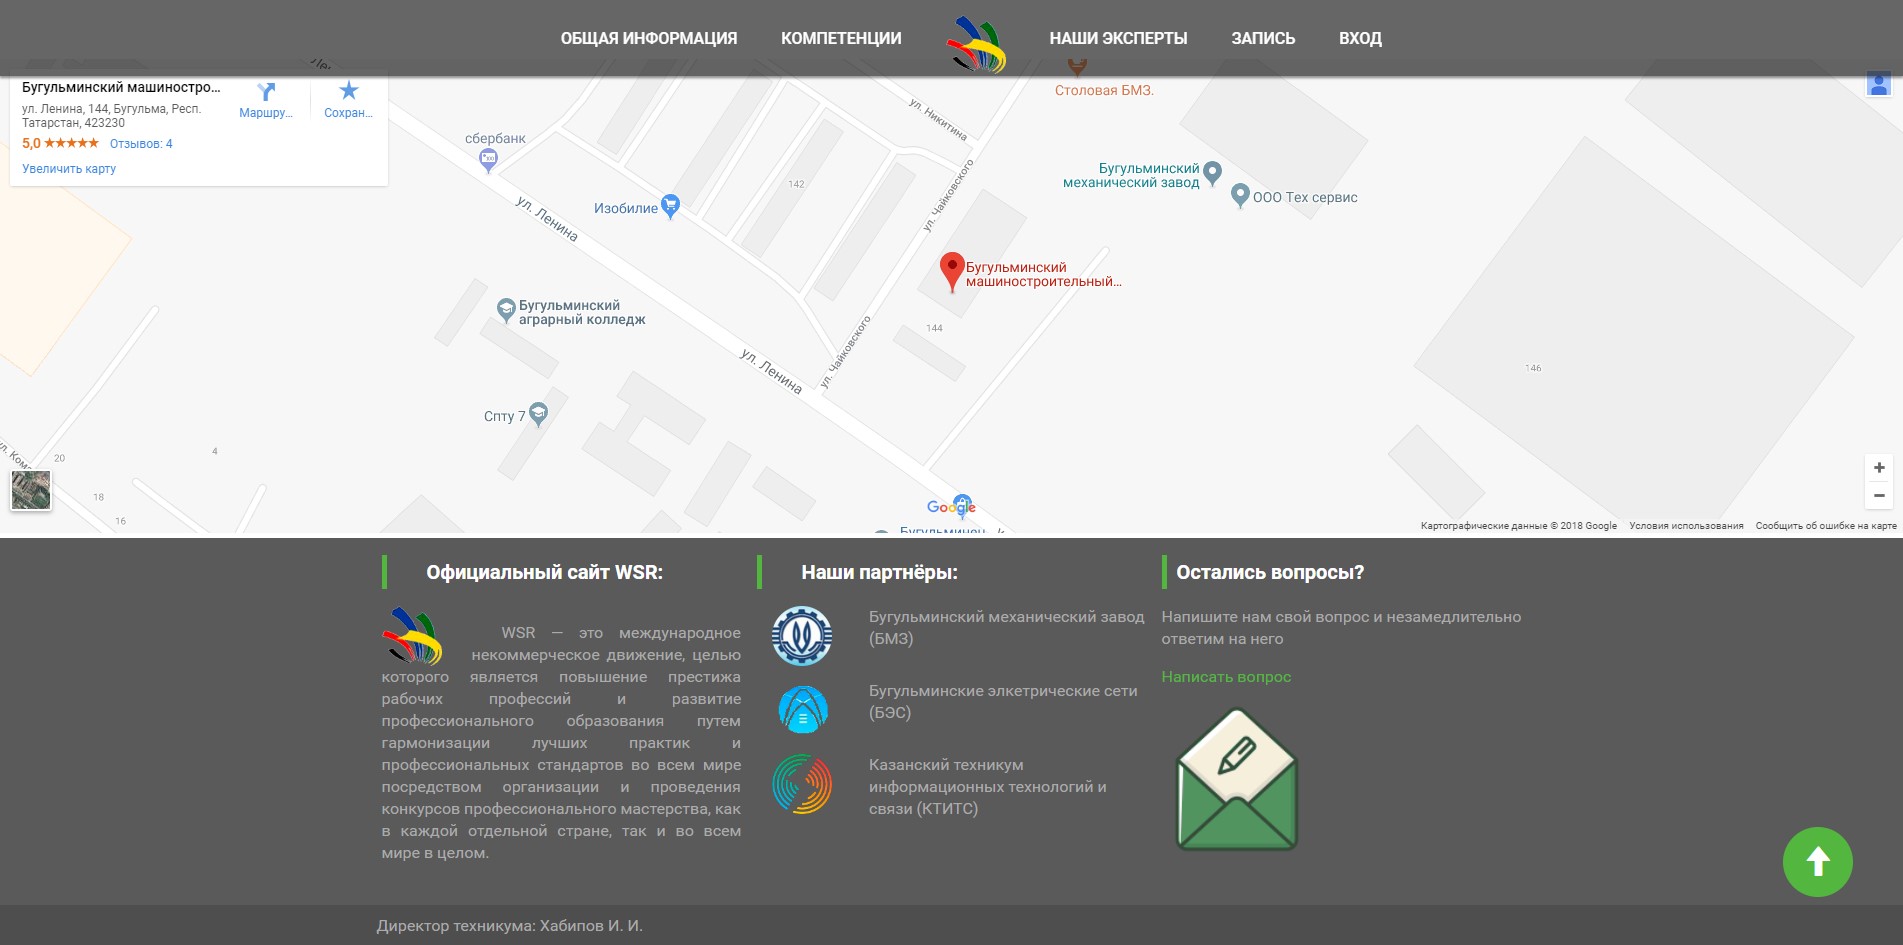 ОБЩАЯ ИНФОРМАЦИЯ
КОМПЕТЕНЦИИ
НАШИ ЭКСПЕРТЫ
ЗАПИСЬ
ВХОД
Бугульминский машиностро...
ул. Ленина, 144, Бугульма, Респ.
Татарстан, 423230
5,0 ★★★★★ Отзывов: 4
Увеличить карту
Маршру...
Сохран...
Столовая БМЗ.
ул. Никитина
сбербанк
Бугульминский
механический завод
ООО Тех сервис
142
Изобилие
ул. Ленина
ул. Чайковского
Бугульминский
машиностроительный...
Бугульминский
аграрный колледж
144
ул. Чайковского
ул. Ленина
146
Спту 7
4
20
18
16
Google
Картографические данные © 2018 Google
Условия использования
Сообщить об ошибке на карте
Официальный сайт WSR:
WSR — это международное
некоммерческое движение, целью
которого является повышение престижа
рабочих профессий и развитие
профессионального образования путем
гармонизации лучших практик и
профессиональных стандартов во всем мире
посредством организации и проведения
конкурсов профессионального мастерства, как
в каждой отдельной стране, так и во всем
мире в целом.
Наши партнёры:
Бугульминский механический завод
(БМЗ)
Бугульминские элкетрические сети
(БЭС)
Казанский техникум
информационных технологий и
связи (КТИТС)
Остались вопросы?
Напишите нам свой вопрос и незамедлительно
ответим на него
Написать вопрос
Директор техникума: Хабипов И. И.